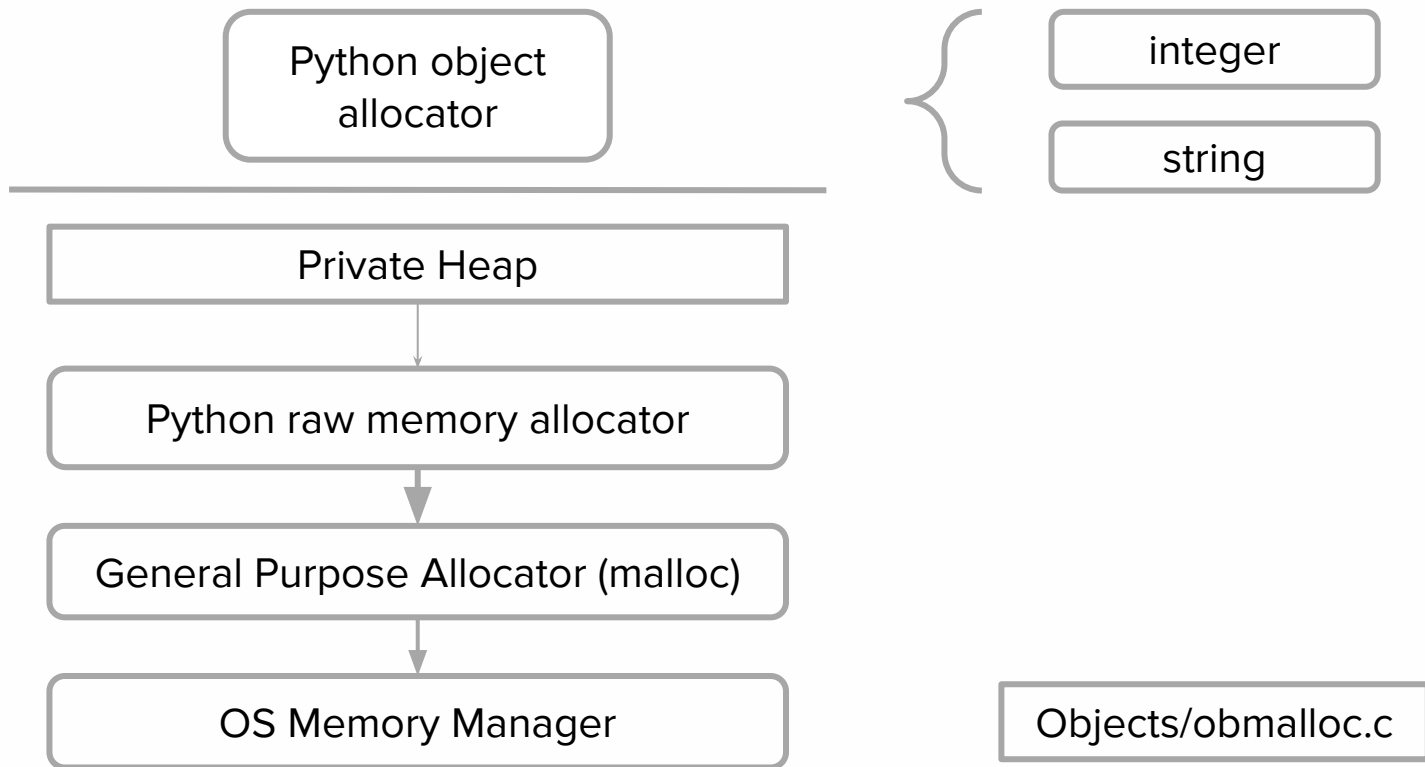 Python object
allocator
integer
string
Private Heap
Python raw memory allocator
General Purpose Allocator (malloc)
OS Memory Manager
Objects/obmalloc.c